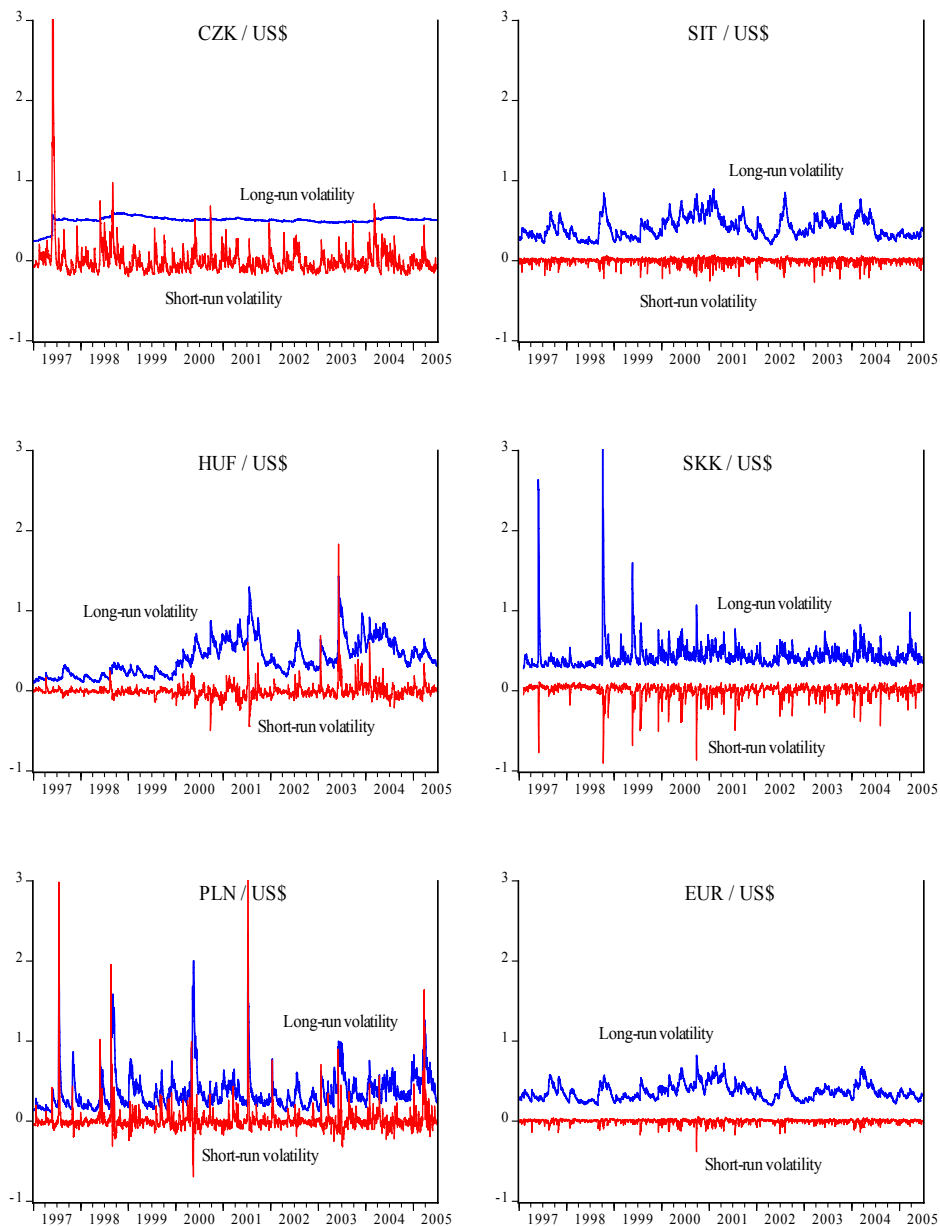 CZK / US$
3
2
1
0
-1
Long-run volatility
Short-run volatility
1997 1998 1999 2000 2001 2002 2003 2004 2005
SIT / US$
3
2
1
0
-1
Long-run volatility
Short-run volatility
1997 1998 1999 2000 2001 2002 2003 2004 2005
HUF / US$
3
2
1
0
-1
Long-run volatility
Short-run volatility
1997 1998 1999 2000 2001 2002 2003 2004 2005
SKK / US$
3
2
1
0
-1
Long-run volatility
Short-run volatility
1997 1998 1999 2000 2001 2002 2003 2004 2005
PLN / US$
3
2
1
0
-1
Long-run volatility
Short-run volatility
1997 1998 1999 2000 2001 2002 2003 2004 2005
EUR / US$
3
2
1
0
-1
Long-run volatility
Short-run volatility
1997 1998 1999 2000 2001 2002 2003 2004 2005